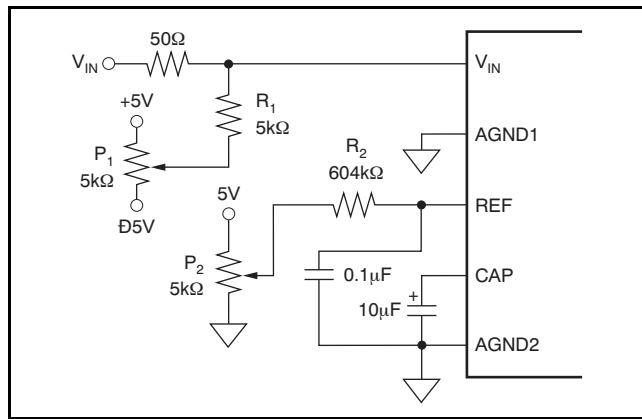 50Ω
V_IN
V_IN
+5V
R_1
5kΩ
AGND1
P_1
5kΩ
R_2
604kΩ
Ð5V
5V
REF
P_2
5kΩ
0.1µF
CAP
+
10µF
AGND2